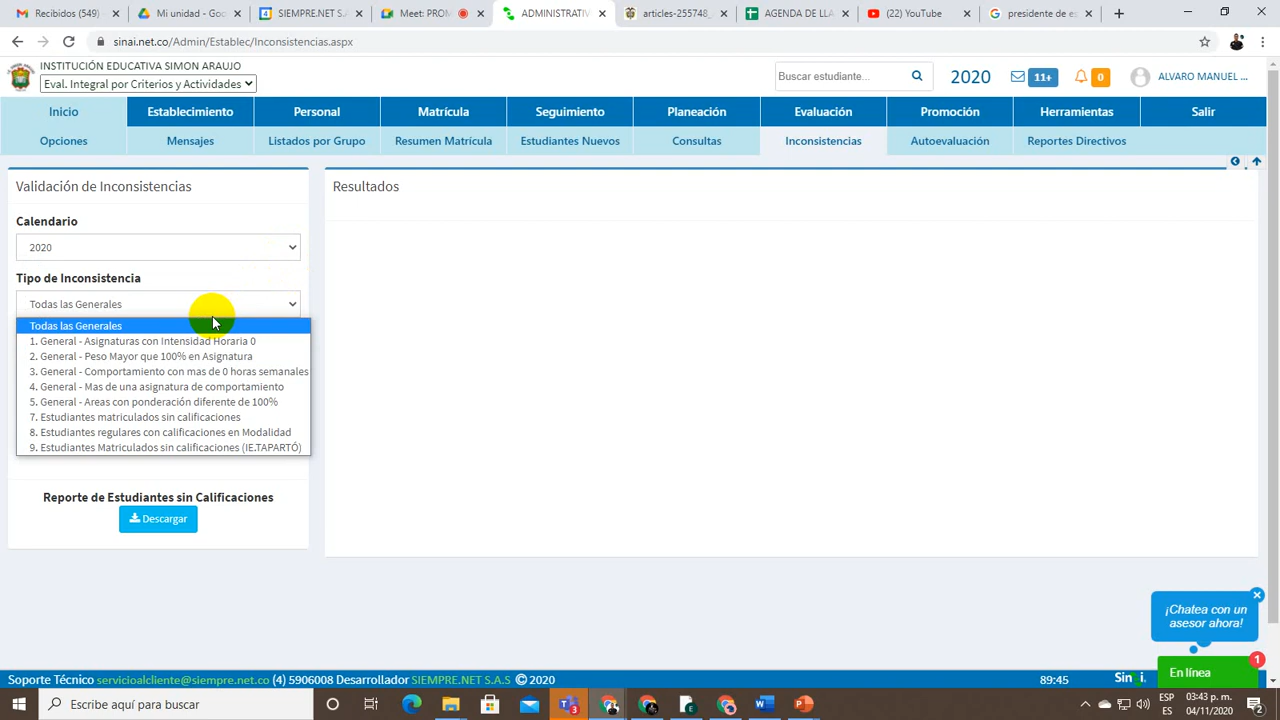 Recibidos (549)
Mi unidad - Goo
SIEMPRE.NET S.A
Meet: PROM
ADMINISTRATIV
articles-255748_
AGENDA DE LLA
(22) YouTube
presidente de es
sinai.net.co/Admin/Establec/Inconsistencias.aspx
INSTITUCIÓN EDUCATIVA SIMON ARAUJO
Eval. Integral por Criterios y Actividades
Buscar estudiante...
2020
11+
0
ALVARO MANUEL ...
Inicio Establecimiento Personal Matrícula Seguimiento Planeación Evaluación Promoción Herramientas Salir
Opciones Mensajes Listados por Grupo Resumen Matrícula Estudiantes Nuevos Consultas Inconsistencias Autoevaluación Reportes Directivos
Validación de Inconsistencias
Resultados
Calendario
2020
Tipo de Inconsistencia
Todas las Generales
Todas las Generales
1. General - Asignaturas con Intensidad Horaria 0
2. General - Peso Mayor que 100% en Asignatura
3. General - Comportamiento con mas de 0 horas semanales
4. General - Mas de una asignatura de comportamiento
5. General - Areas con ponderación diferente de 100%
7. Estudiantes matriculados sin calificaciones
8. Estudiantes regulares con calificaciones en Modalidad
9. Estudiantes Matriculados sin calificaciones (IE.TAPARTÓ)
Reporte de Estudiantes sin Calificaciones
Descargar
¡Chatea con un
asesor ahora!
1
En línea
Soporte Técnico servicioalcliente@siempre.net.co (4) 5906008 Desarrollador SIEMPRE.NET S.A.S © 2020
89:45
Sinai.
Escribe aquí para buscar
3
ESP
ES
03:43 p. m.
04/11/2020
2